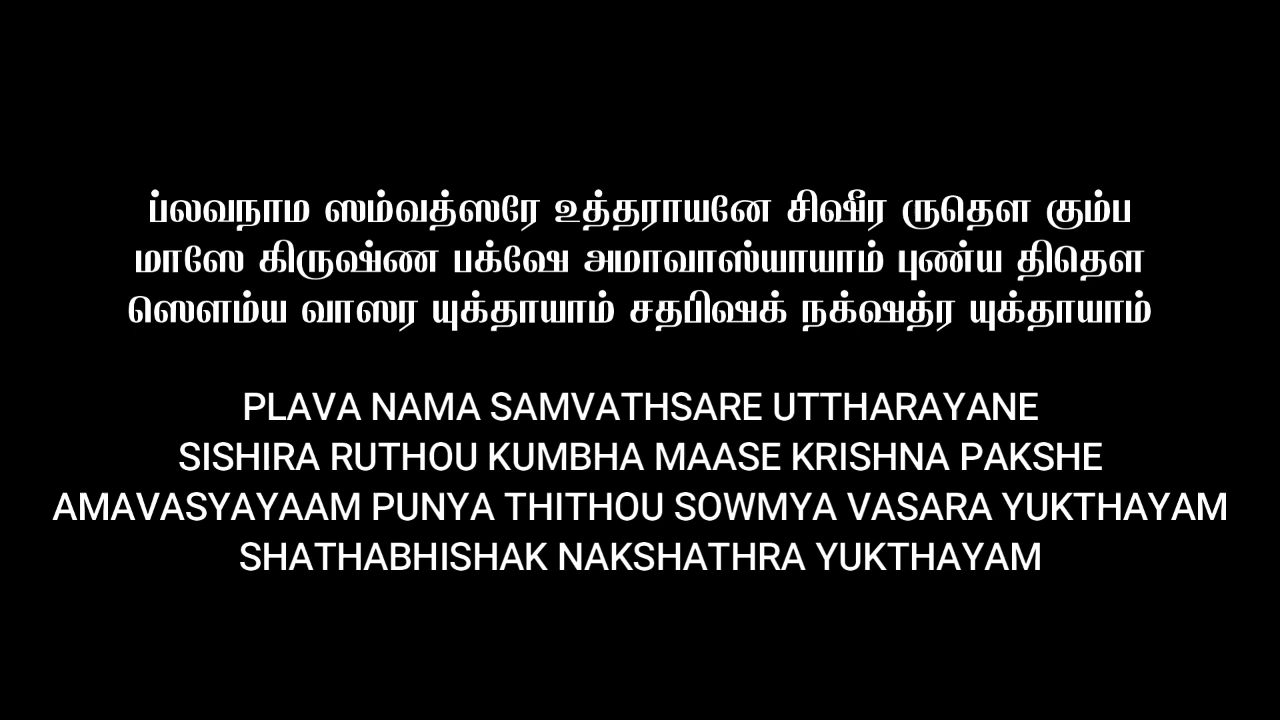 ப்லவநாம ஸம்வத்ஸரே உத்தராயனே சிஷீர ருதௌ கும்ப
மாஸே கிருஷ்ண பக்ஷே அமாவாஸ்யாயாம் புண்ய திதௌ
ஸௌம்ய வாஸர யுக்தாயாம் சதபிஷக் நக்ஷத்ர யுக்தாயாம்
PLAVA NAMA SAMVATHSARE UTTHARAYANE
SISHIRA RUTHOU KUMBHA MAASE KRISHNA PAKSHE
AMAVASYAYAAM PUNYA THITHOU SOWMYA VASARA YUKTHAYAM
SHATHABHISHAK NAKSHATHRA YUKTHAYAM